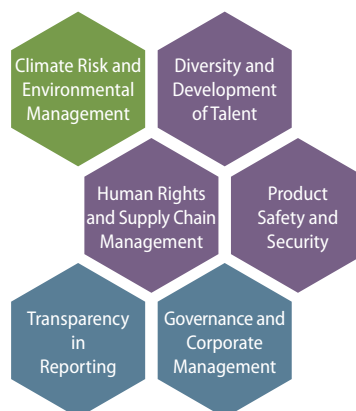 Climate Risk and
Environmental
Management
Diversity and
Development
of Talent
Human Rights
and Supply Chain
Management
Product
Safety and
Security
Transparency
in
Reporting
Governance and
Corporate
Management